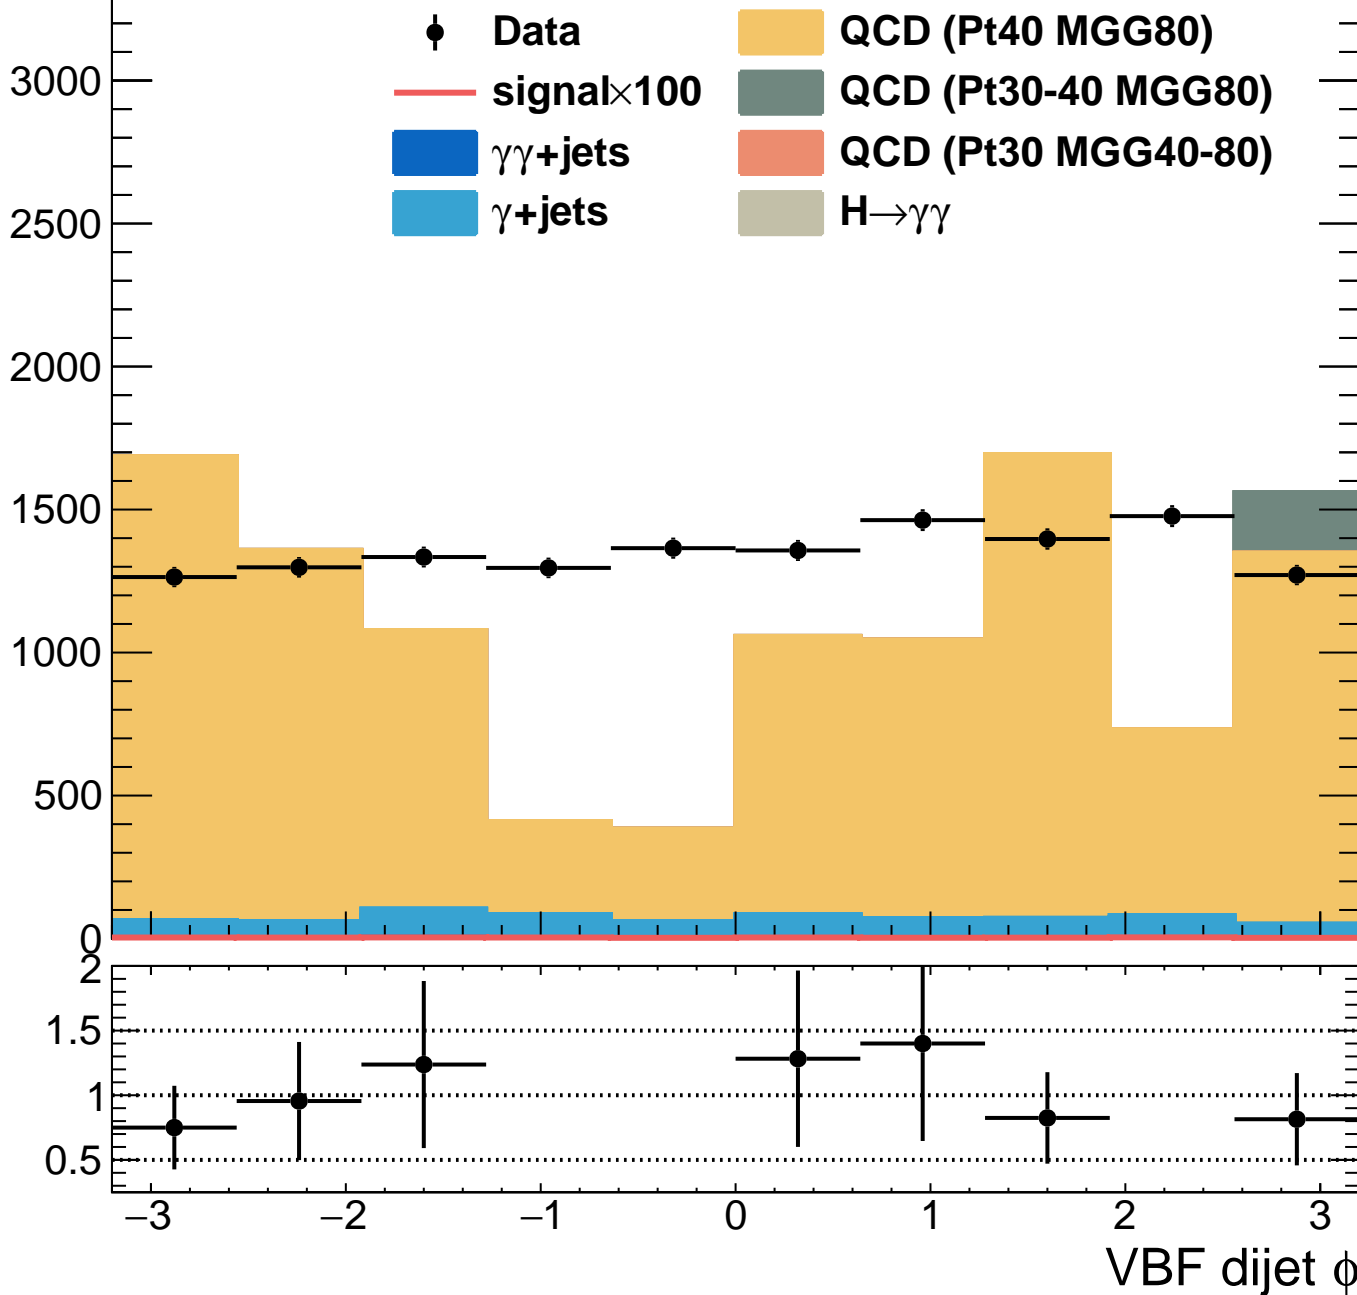 Data
signal×100
γγ+jets
γ+jets
QCD (Pt40 MGG80)
QCD (Pt30-40 MGG80)
QCD (Pt30 MGG40-80)
H→γγ
3000
2500
2000
1500
1000
500
0
2
1.5
1
0.5
−3 −2 −1 0 1 2 3
VBF dijet ϕ